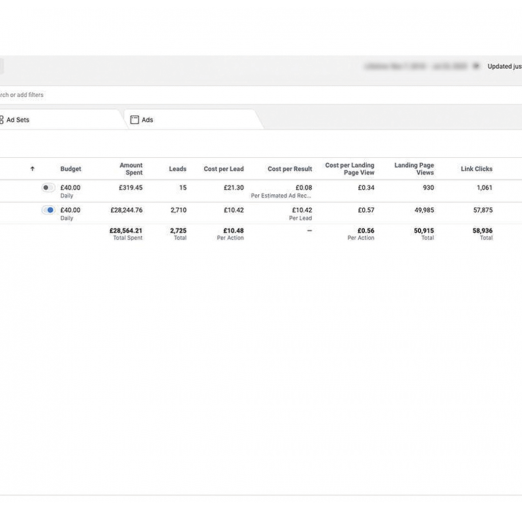 Updated jus
rch or add filters
Ad Sets
Ads
Budget Amount Spent Leads Cost per Lead Cost per Result Cost per Landing Page View Landing Page Views Link Clicks
£40.00 £319.45 15 £21.30 £0.08 £0.34 930 1,061
Daily Per Estimated Ad Rec...
£40.00 £28,244.76 2,710 £10.42 £10.42 £0.57 49,985 57,875
Daily Per Lead
£28,564.21 2,725 £10.48 – £0.56 50,915 58,936
Total Spent Total Per Action Per Action Total Total